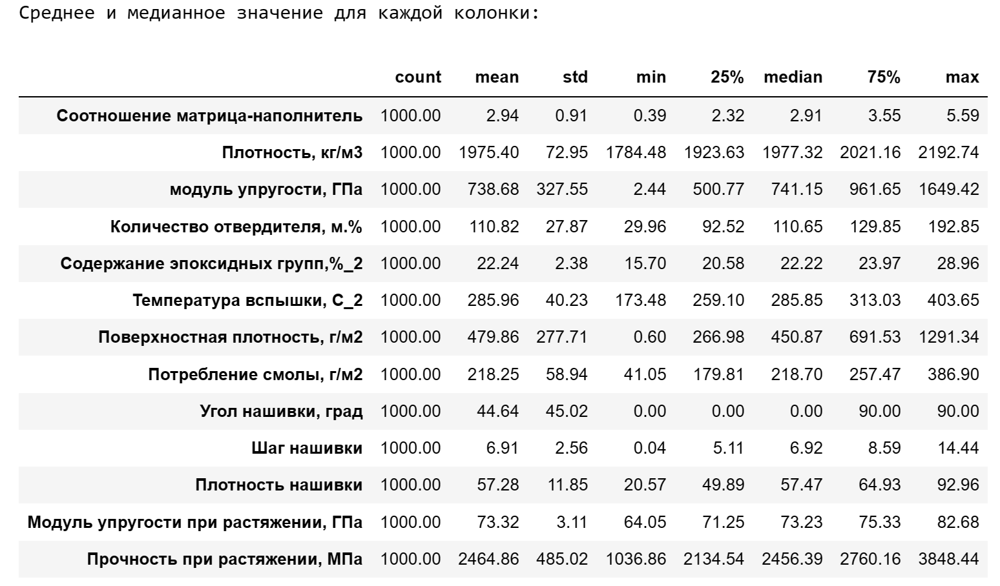 Среднее и медианное значение для каждой колонки:
count mean std min 25% median 75% max
Соотношение матрица-наполнитель 1000.00 2.94 0.91 0.39 2.32 2.91 3.55 5.59
Плотность, кг/м3 1000.00 1975.40 72.95 1784.48 1923.63 1977.32 2021.16 2192.74
модуль упругости, ГПа 1000.00 738.68 327.55 2.44 500.77 741.15 961.65 1649.42
Количество отвердителя, м.% 1000.00 110.82 27.87 29.96 92.52 110.65 129.85 192.85
Содержание эпоксидных групп,%_2 1000.00 22.24 2.38 15.70 20.58 22.22 23.97 28.96
Температура вспышки, С_2 1000.00 285.96 40.23 173.48 259.10 285.85 313.03 403.65
Поверхностная плотность, г/м2 1000.00 479.86 277.71 0.60 266.98 450.87 691.53 1291.34
Потребление смолы, г/м2 1000.00 218.25 58.94 41.05 179.81 218.70 257.47 386.90
Угол нашивки, град 1000.00 44.64 45.02 0.00 0.00 0.00 90.00 90.00
Шаг нашивки 1000.00 6.91 2.56 0.04 5.11 6.92 8.59 14.44
Плотность нашивки 1000.00 57.28 11.85 20.57 49.89 57.47 64.93 92.96
Модуль упругости при растяжении, ГПа 1000.00 73.32 3.11 64.05 71.25 73.23 75.33 82.68
Прочность при растяжении, МПа 1000.00 2464.86 485.02 1036.86 2134.54 2456.39 2760.16 3848.44